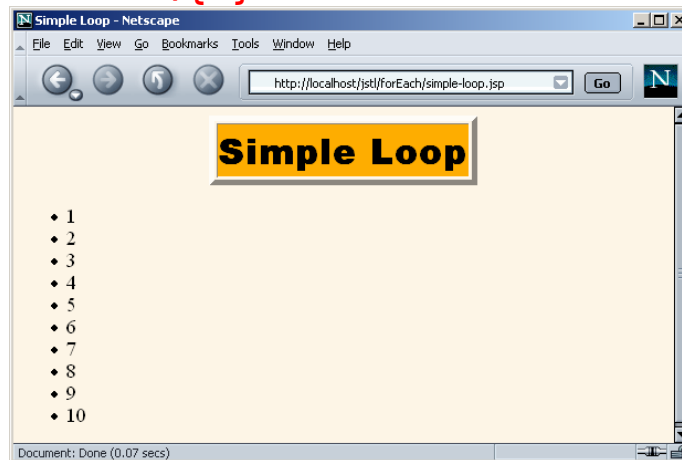 Simple Loop - Netscape
File Edit View Go Bookmarks Tools Window Help
http://localhost/jstl/forEach/simple-loop.jsp Go N
Simple Loop
• 1
• 2
• 3
• 4
• 5
• 6
• 7
• 8
• 9
• 10
Document: Done (0.07 secs)